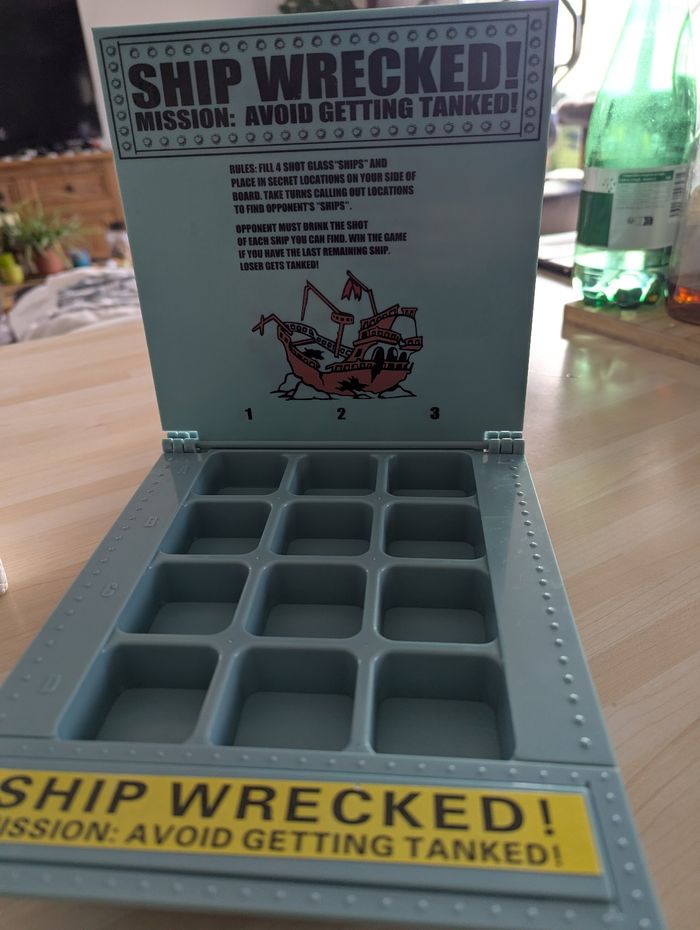 SHIP WRECKED!
MISSION: AVOID GETTING TANKED!
RULES: FILL 4 SHOT GLASS "SHIPS" AND
PLACE IN SECRET LOCATIONS ON YOUR SIDE OF
BOARD. TAKE TURNS CALLING OUT LOCATIONS
TO FIND OPPONENT'S "SHIPS".
OPPONENT MUST DRINK THE SHOT
OF EACH SHIP YOU CAN FIND. WIN THE GAME
IF YOU HAVE THE LAST REMAINING SHIP.
LOSER GETS TANKED!
1 2 3
A
B
C
D
SHIP WRECKED!
ISSION: AVOID GETTING TANKED!